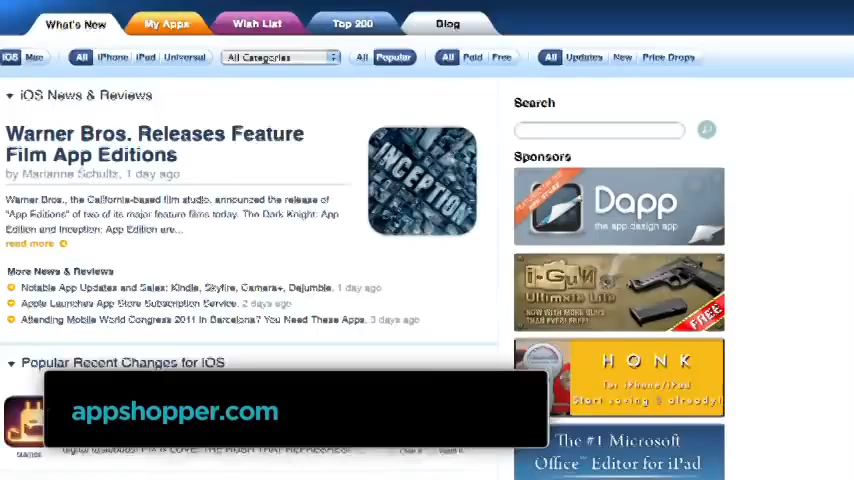 What's New
My Apps
Wish List
Top 200
Blog
iOS Mac
All iPhone iPad Universal
All Categories
All Popular
All Paid Free
All Updates New Price Drops
iOS News & Reviews
Warner Bros. Releases Feature
Film App Editions
by Marianne Schultz, 1 day ago
Warner Bros., the California-based film studio, announced the release of
"App Editions" of two of its major feature films today. The Dark Knight: App
Edition and Inception: App Edition are...
read more
INCEPTION
More News & Reviews
Notable App Updates and Sales: Kindle, Skyfire, Camera+, Dejumble, 1 day ago
Apple Launches App Store Subscription Service, 2 days ago
Attending Mobile World Congress 2011 in Barcelona? You Need These Apps, 3 days ago
Popular Recent Changes for iOS
appshopper.com
Search
Sponsors
Dapp
the app design app
i-Gun
Ultimate Lite
NOW WITH MORE GUNS
THAN EVER!
FREE
HONK
for iPhone/iPad
Start saving $ already!
The #1 Microsoft
Office™ Editor for iPad